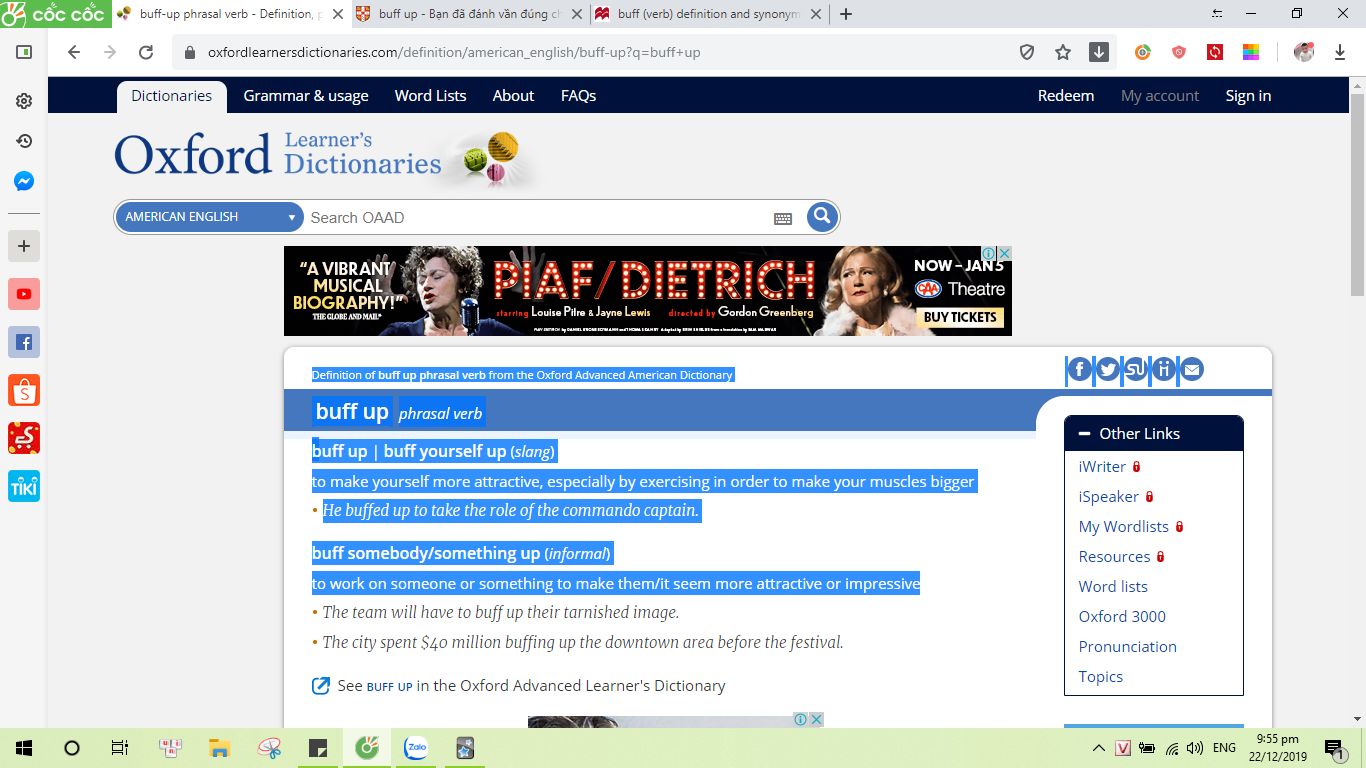 CỐC CỐC
buff-up phrasal verb - Definition, p
buff up - Bạn đã đánh vần đúng ch
buff (verb) definition and synonym
oxfordlearnersdictionaries.com/definition/american_english/buff-up?q=buff+up
Dictionaries Grammar & usage Word Lists About FAQs Redeem My account Sign in
Oxford Learner's Dictionaries
AMERICAN ENGLISH Search OAAD
"A VIBRANT MUSICAL BIOGRAPHY!"
THE GLOBE AND MAIL*
PIAF/DIETRICH
starring Louise Pitre & Jayne Lewis directed by Gordon Greenberg
NOW – JAN 5
CAA Theatre
BUY TICKETS
Definition of buff up phrasal verb from the Oxford Advanced American Dictionary
buff up phrasal verb
buff up | buff yourself up (slang)
to make yourself more attractive, especially by exercising in order to make your muscles bigger
• He buffed up to take the role of the commando captain.
buff somebody/something up (informal)
to work on someone or something to make them/it seem more attractive or impressive
• The team will have to buff up their tarnished image.
• The city spent $40 million buffing up the downtown area before the festival.
See BUFF UP in the Oxford Advanced Learner's Dictionary
Other Links
iWriter
iSpeaker
My Wordlists
Resources
Word lists
Oxford 3000
Pronunciation
Topics
TIKI
Zalo
V
ENG
9:55 pm
22/12/2019
1